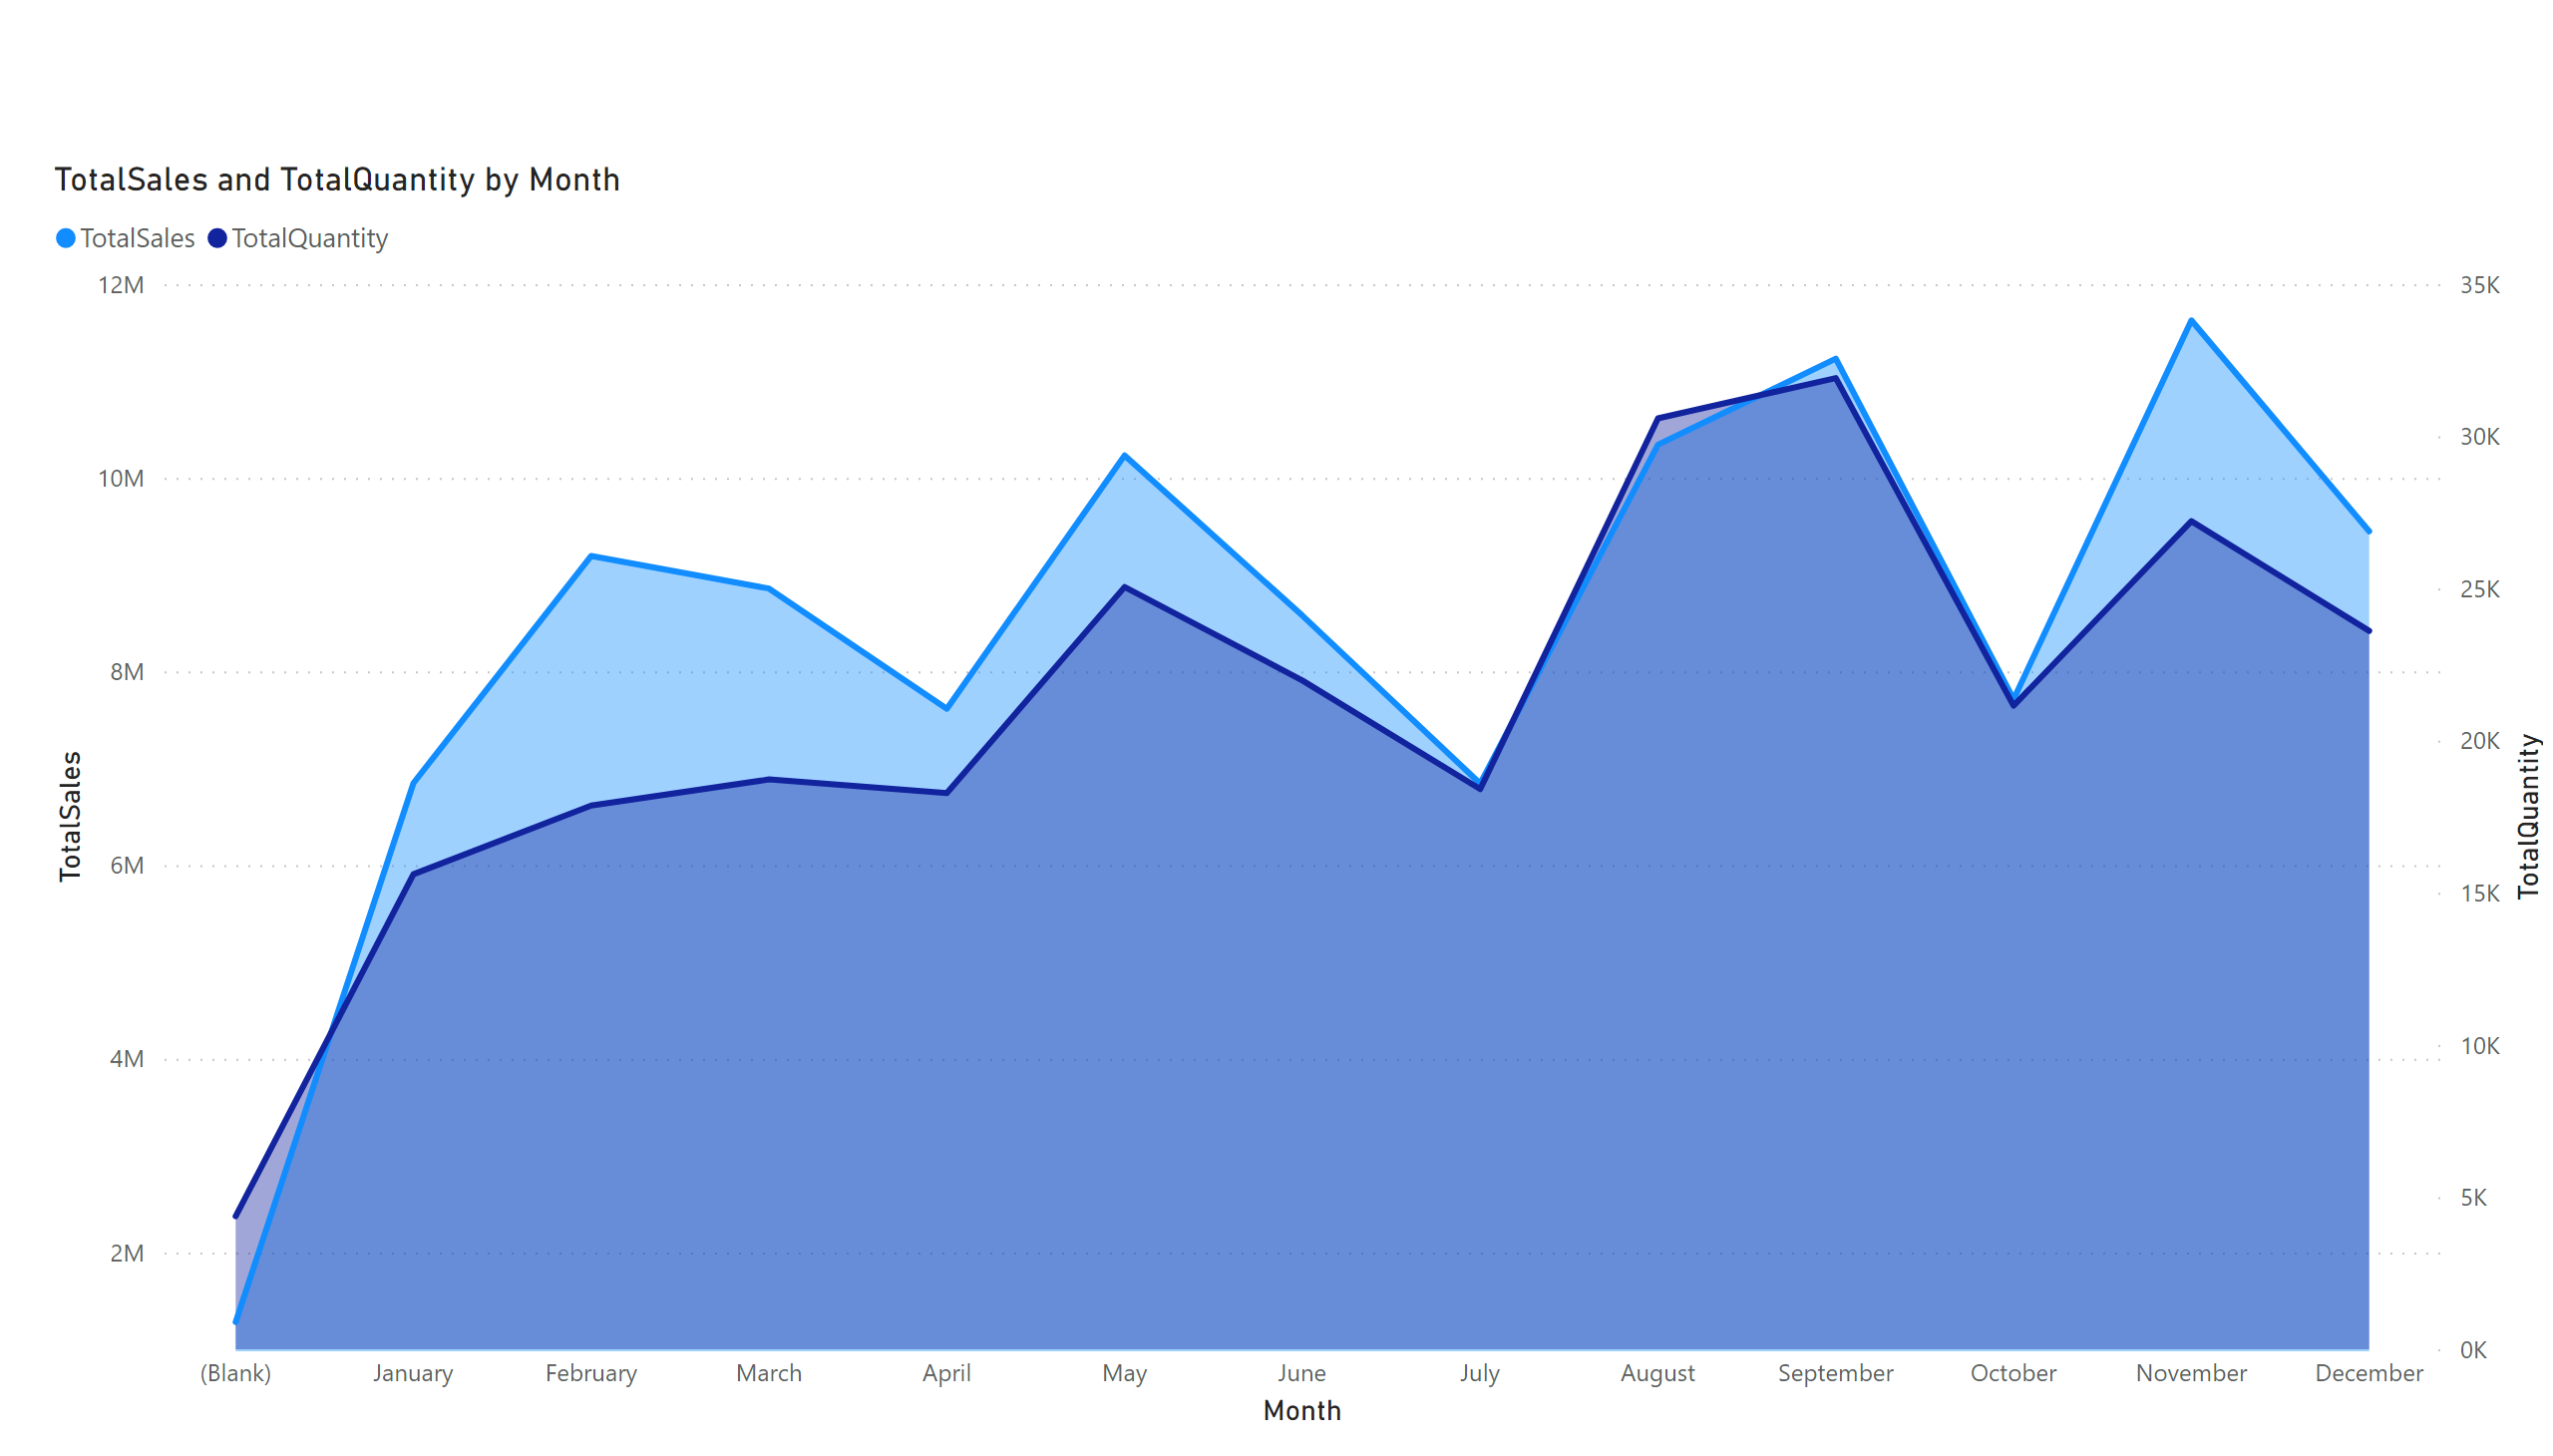 TotalSales and TotalQuantity by Month
TotalSales TotalQuantity
12M
10M
8M
6M
4M
2M
TotalSales
35K
30K
25K
20K
15K
10K
5K
0K
TotalQuantity
(Blank) January February March April May June July August September October November December
Month